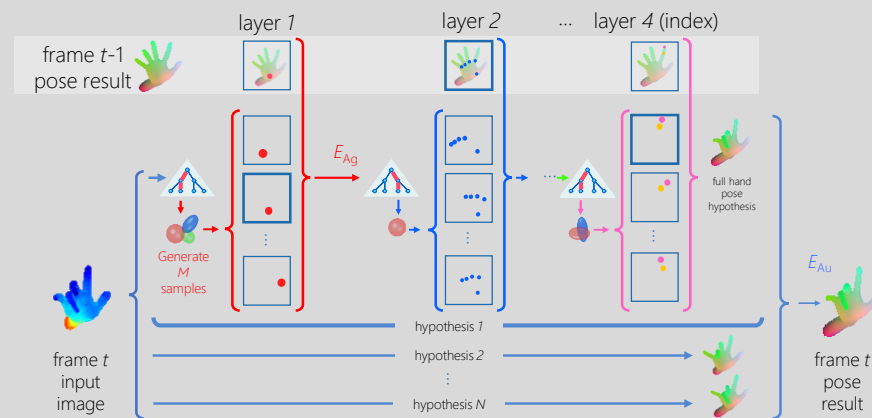 layer 1
layer 2
...
layer 4 (index)
frame t-1
pose result
E_Ag
Generate
M
samples
full hand
pose
hypothesis
E_Au
hypothesis 1
hypothesis 2
hypothesis N
frame t
input
image
frame t
pose
result